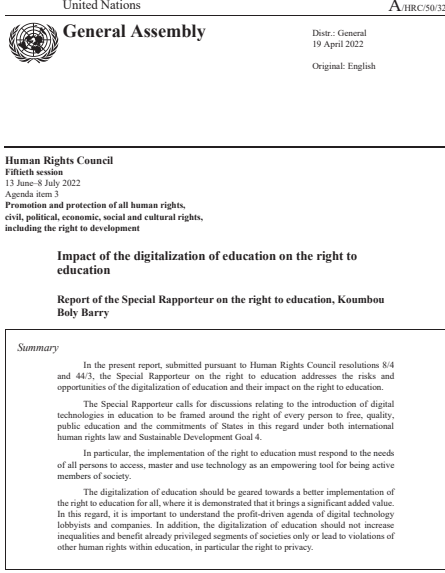 United Nations
A/HRC/50/32
General Assembly
Distr.: General
19 April 2022
Original: English
Human Rights Council
Fiftieth session
13 June–8 July 2022
Agenda item 3
Promotion and protection of all human rights,
civil, political, economic, social and cultural rights,
including the right to development
Impact of the digitalization of education on the right to
education
Report of the Special Rapporteur on the right to education, Koumbou
Boly Barry
Summary
In the present report, submitted pursuant to Human Rights Council resolutions 8/4
and 44/3, the Special Rapporteur on the right to education addresses the risks and
opportunities of the digitalization of education and their impact on the right to education.
The Special Rapporteur calls for discussions relating to the introduction of digital
technologies in education to be framed around the right of every person to free, quality,
public education and the commitments of States in this regard under both international
human rights law and Sustainable Development Goal 4.
In particular, the implementation of the right to education must respond to the needs
of all persons to access, master and use technology as an empowering tool for being active
members of society.
The digitalization of education should be geared towards a better implementation of
the right to education for all, where it is demonstrated that it brings a significant added value.
In this regard, it is important to understand the profit-driven agenda of digital technology
lobbyists and companies. In addition, the digitalization of education should not increase
inequalities and benefit already privileged segments of societies only or lead to violations of
other human rights within education, in particular the right to privacy.